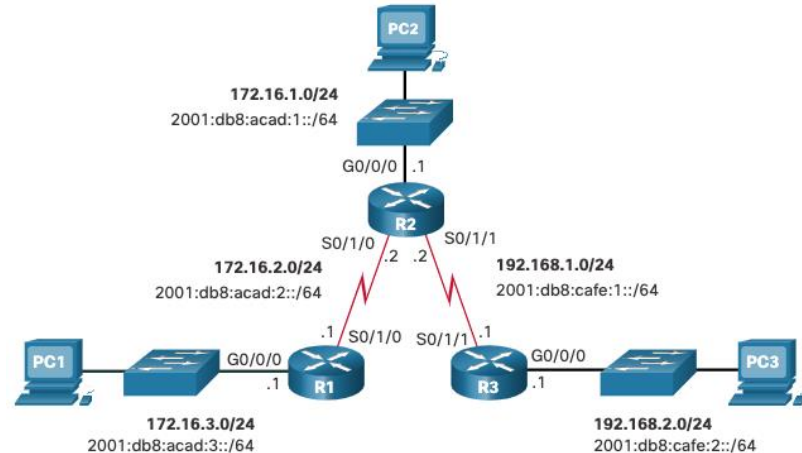 PC2
172.16.1.0/24
2001:db8:acad:1::/64
G0/0/0 .1
R2
S0/1/0 S0/1/1
.2 .2
172.16.2.0/24
2001:db8:acad:2::/64
192.168.1.0/24
2001:db8:cafe:1::/64
.1 S0/1/0
S0/1/1 .1
PC1
G0/0/0
.1
R1
R3
G0/0/0
.1
PC3
172.16.3.0/24
2001:db8:acad:3::/64
192.168.2.0/24
2001:db8:cafe:2::/64